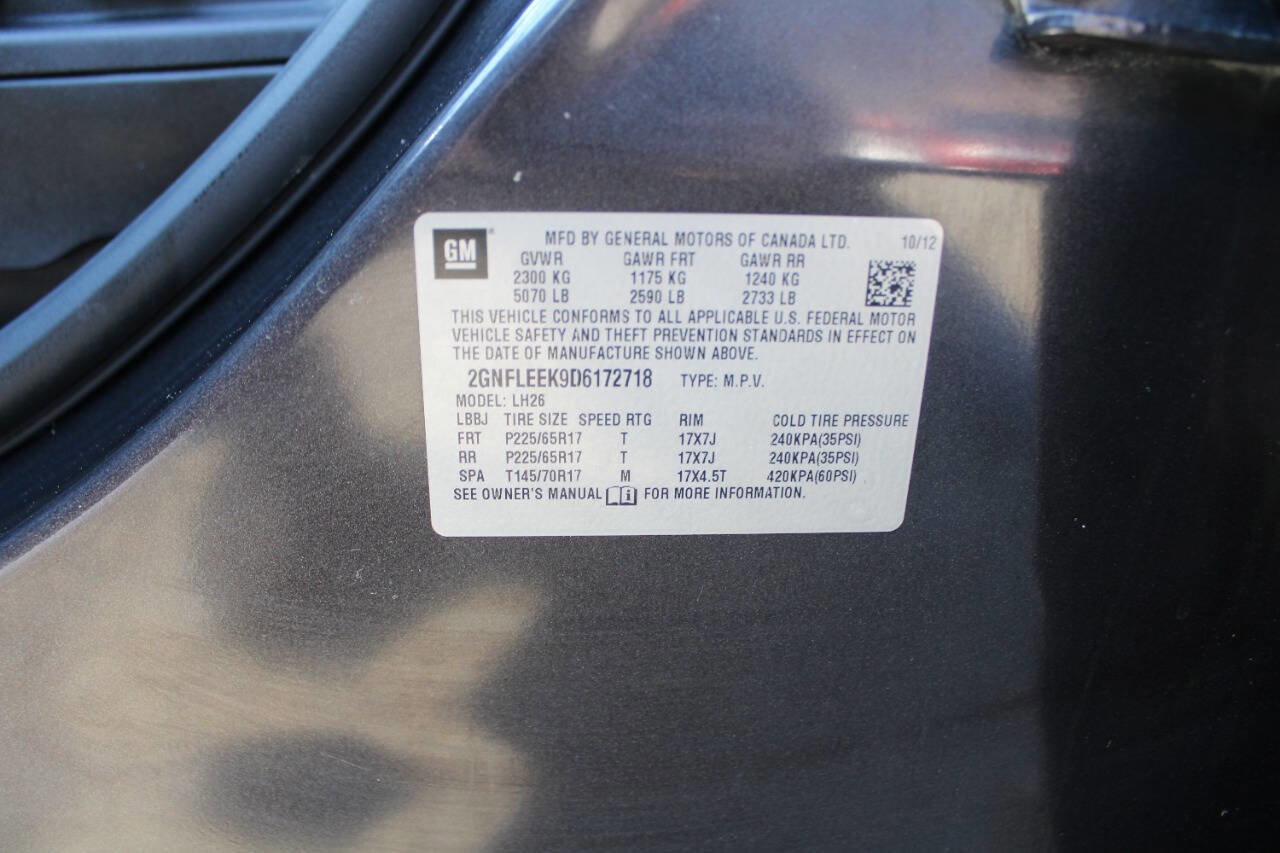 GM
MFD BY GENERAL MOTORS OF CANADA LTD. 10/12
GVWR GAWR FRT GAWR RR
2300 KG 1175 KG 1240 KG
5070 LB 2590 LB 2733 LB
THIS VEHICLE CONFORMS TO ALL APPLICABLE U.S. FEDERAL MOTOR
VEHICLE SAFETY AND THEFT PREVENTION STANDARDS IN EFFECT ON
THE DATE OF MANUFACTURE SHOWN ABOVE.
2GNFLEEK9D6172718 TYPE: M.P.V.
MODEL: LH26
LBBJ TIRE SIZE SPEED RTG RIM COLD TIRE PRESSURE
FRT P225/65R17 T 17X7J 240KPA(35PSI)
RR P225/65R17 T 17X7J 240KPA(35PSI)
SPA T145/70R17 M 17X4.5T 420KPA(60PSI)
SEE OWNER'S MANUAL i FOR MORE INFORMATION.